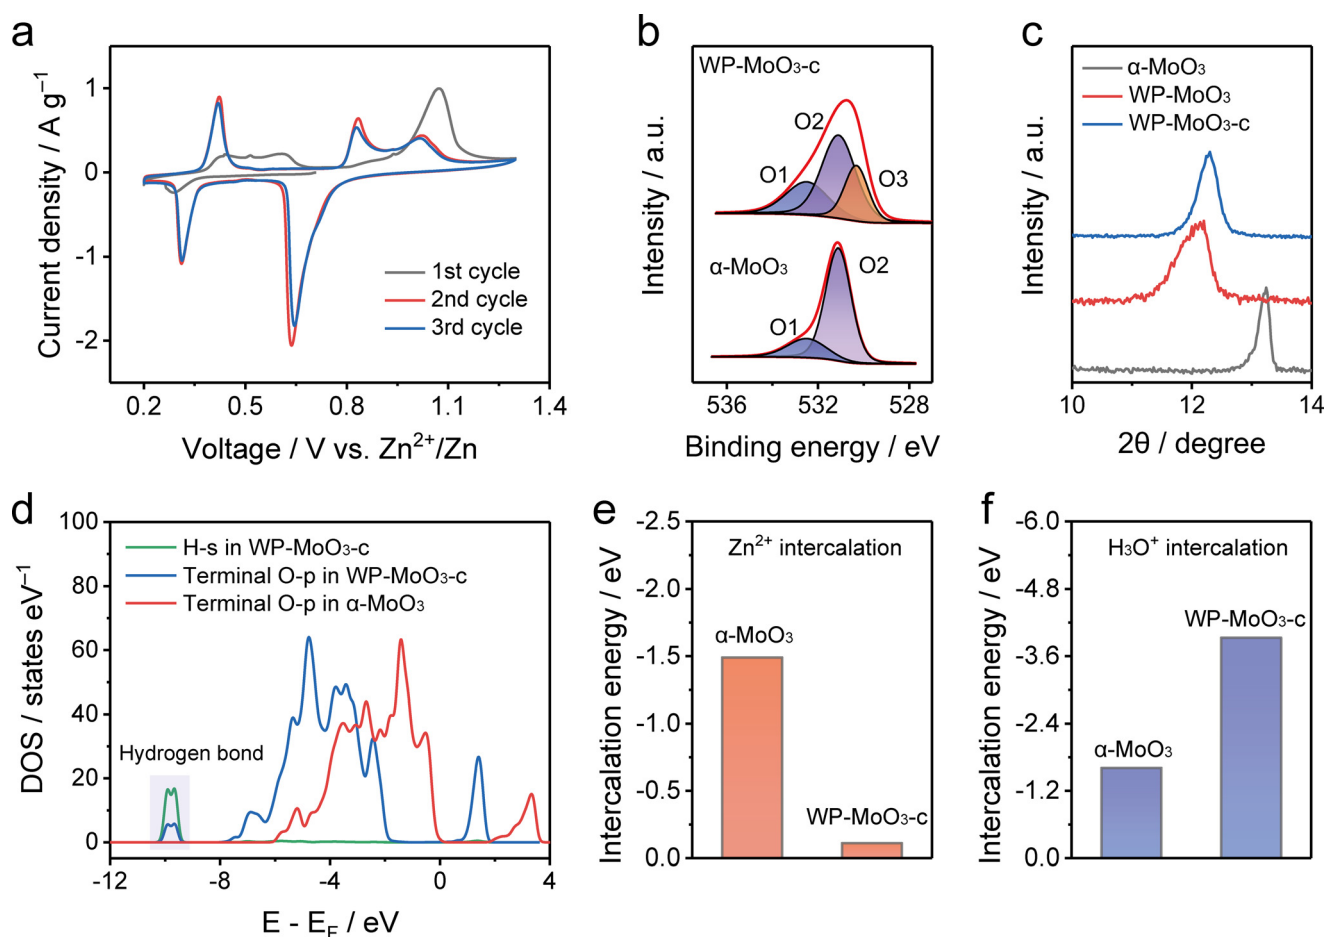 a
Current density / A g⁻¹
1
0
-1
-2
1st cycle
2nd cycle
3rd cycle
0.2
0.5
0.8
1.1
1.4
Voltage / V vs. Zn²⁺/Zn
b
Intensity / a.u.
WP-MoO₃-c
O1
O2
O3
α-MoO₃
O1
O2
536
532
528
Binding energy / eV
c
Intensity / a.u.
α-MoO₃
WP-MoO₃
WP-MoO₃-c
10
12
14
2θ / degree
d
DOS / states eV⁻¹
100
80
60
40
20
0
H-s in WP-MoO₃-c
Terminal O-p in WP-MoO₃-c
Terminal O-p in α-MoO₃
Hydrogen bond
-12
-8
-4
0
4
E - E_F / eV
e
Intercalation energy / eV
-2.5
-2.0
-1.5
-1.0
-0.5
0.0
Zn²⁺ intercalation
α-MoO₃
WP-MoO₃-c
f
Intercalation energy / eV
-6.0
-4.8
-3.6
-2.4
-1.2
0.0
H₃O⁺ intercalation
α-MoO₃
WP-MoO₃-c